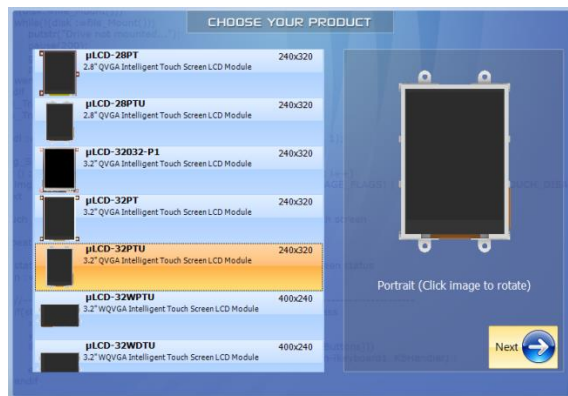 CHOOSE YOUR PRODUCT
µLCD-28PT 240x320
2.8" QVGA Intelligent Touch Screen LCD Module
µLCD-28PTU 240x320
2.8" QVGA Intelligent Touch Screen LCD Module
µLCD-32032-P1 240x320
3.2" QVGA Intelligent Touch Screen LCD Module
µLCD-32PT 240x320
3.2" QVGA Intelligent Touch Screen LCD Module
µLCD-32PTU 240x320
3.2" QVGA Intelligent Touch Screen LCD Module
µLCD-32WPTU 400x240
3.2" WQVGA Intelligent Touch Screen LCD Module
µLCD-32WDTU 400x240
3.2" WQVGA Intelligent Touch Screen LCD Module
Portrait (Click image to rotate)
Next